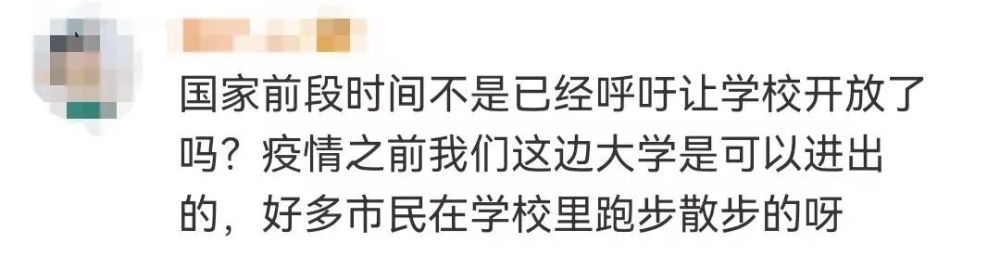 国家前段时间不是已经呼吁让学校开放了
吗？疫情之前我们这边大学是可以进出
的，好多市民在学校里跑步散步的呀